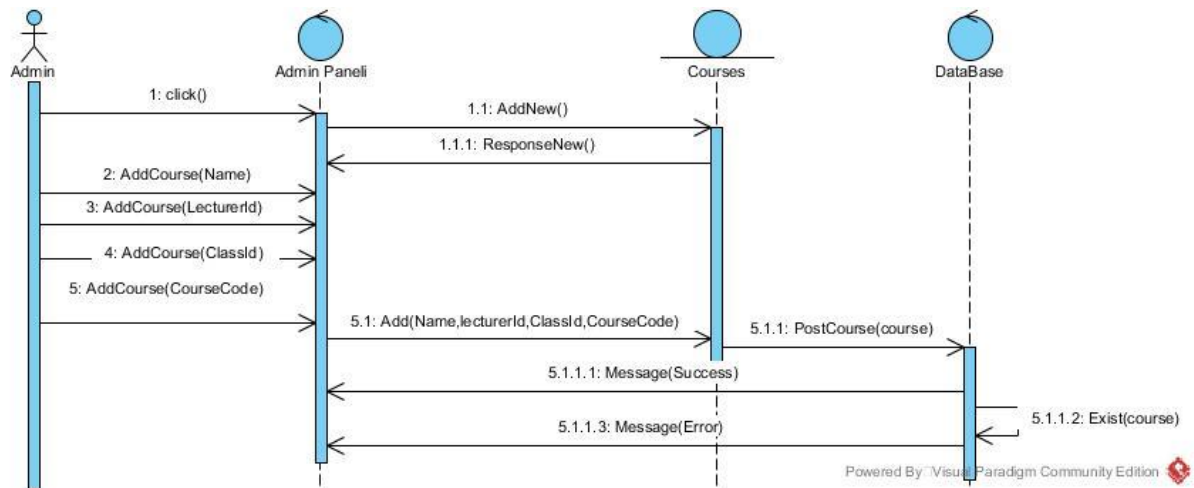 Admin
Admin Paneli
Courses
DataBase
1: click()
1.1: AddNew()
1.1.1: ResponseNew()
2: AddCourse(Name)
3: AddCourse(LecturerId)
4: AddCourse(ClassId)
5: AddCourse(CourseCode)
5.1: Add(Name,lecturerId,ClassId,CourseCode)
5.1.1: PostCourse(course)
5.1.1.1: Message(Success)
5.1.1.2: Exist(course)
5.1.1.3: Message(Error)
Powered By Visual Paradigm Community Edition